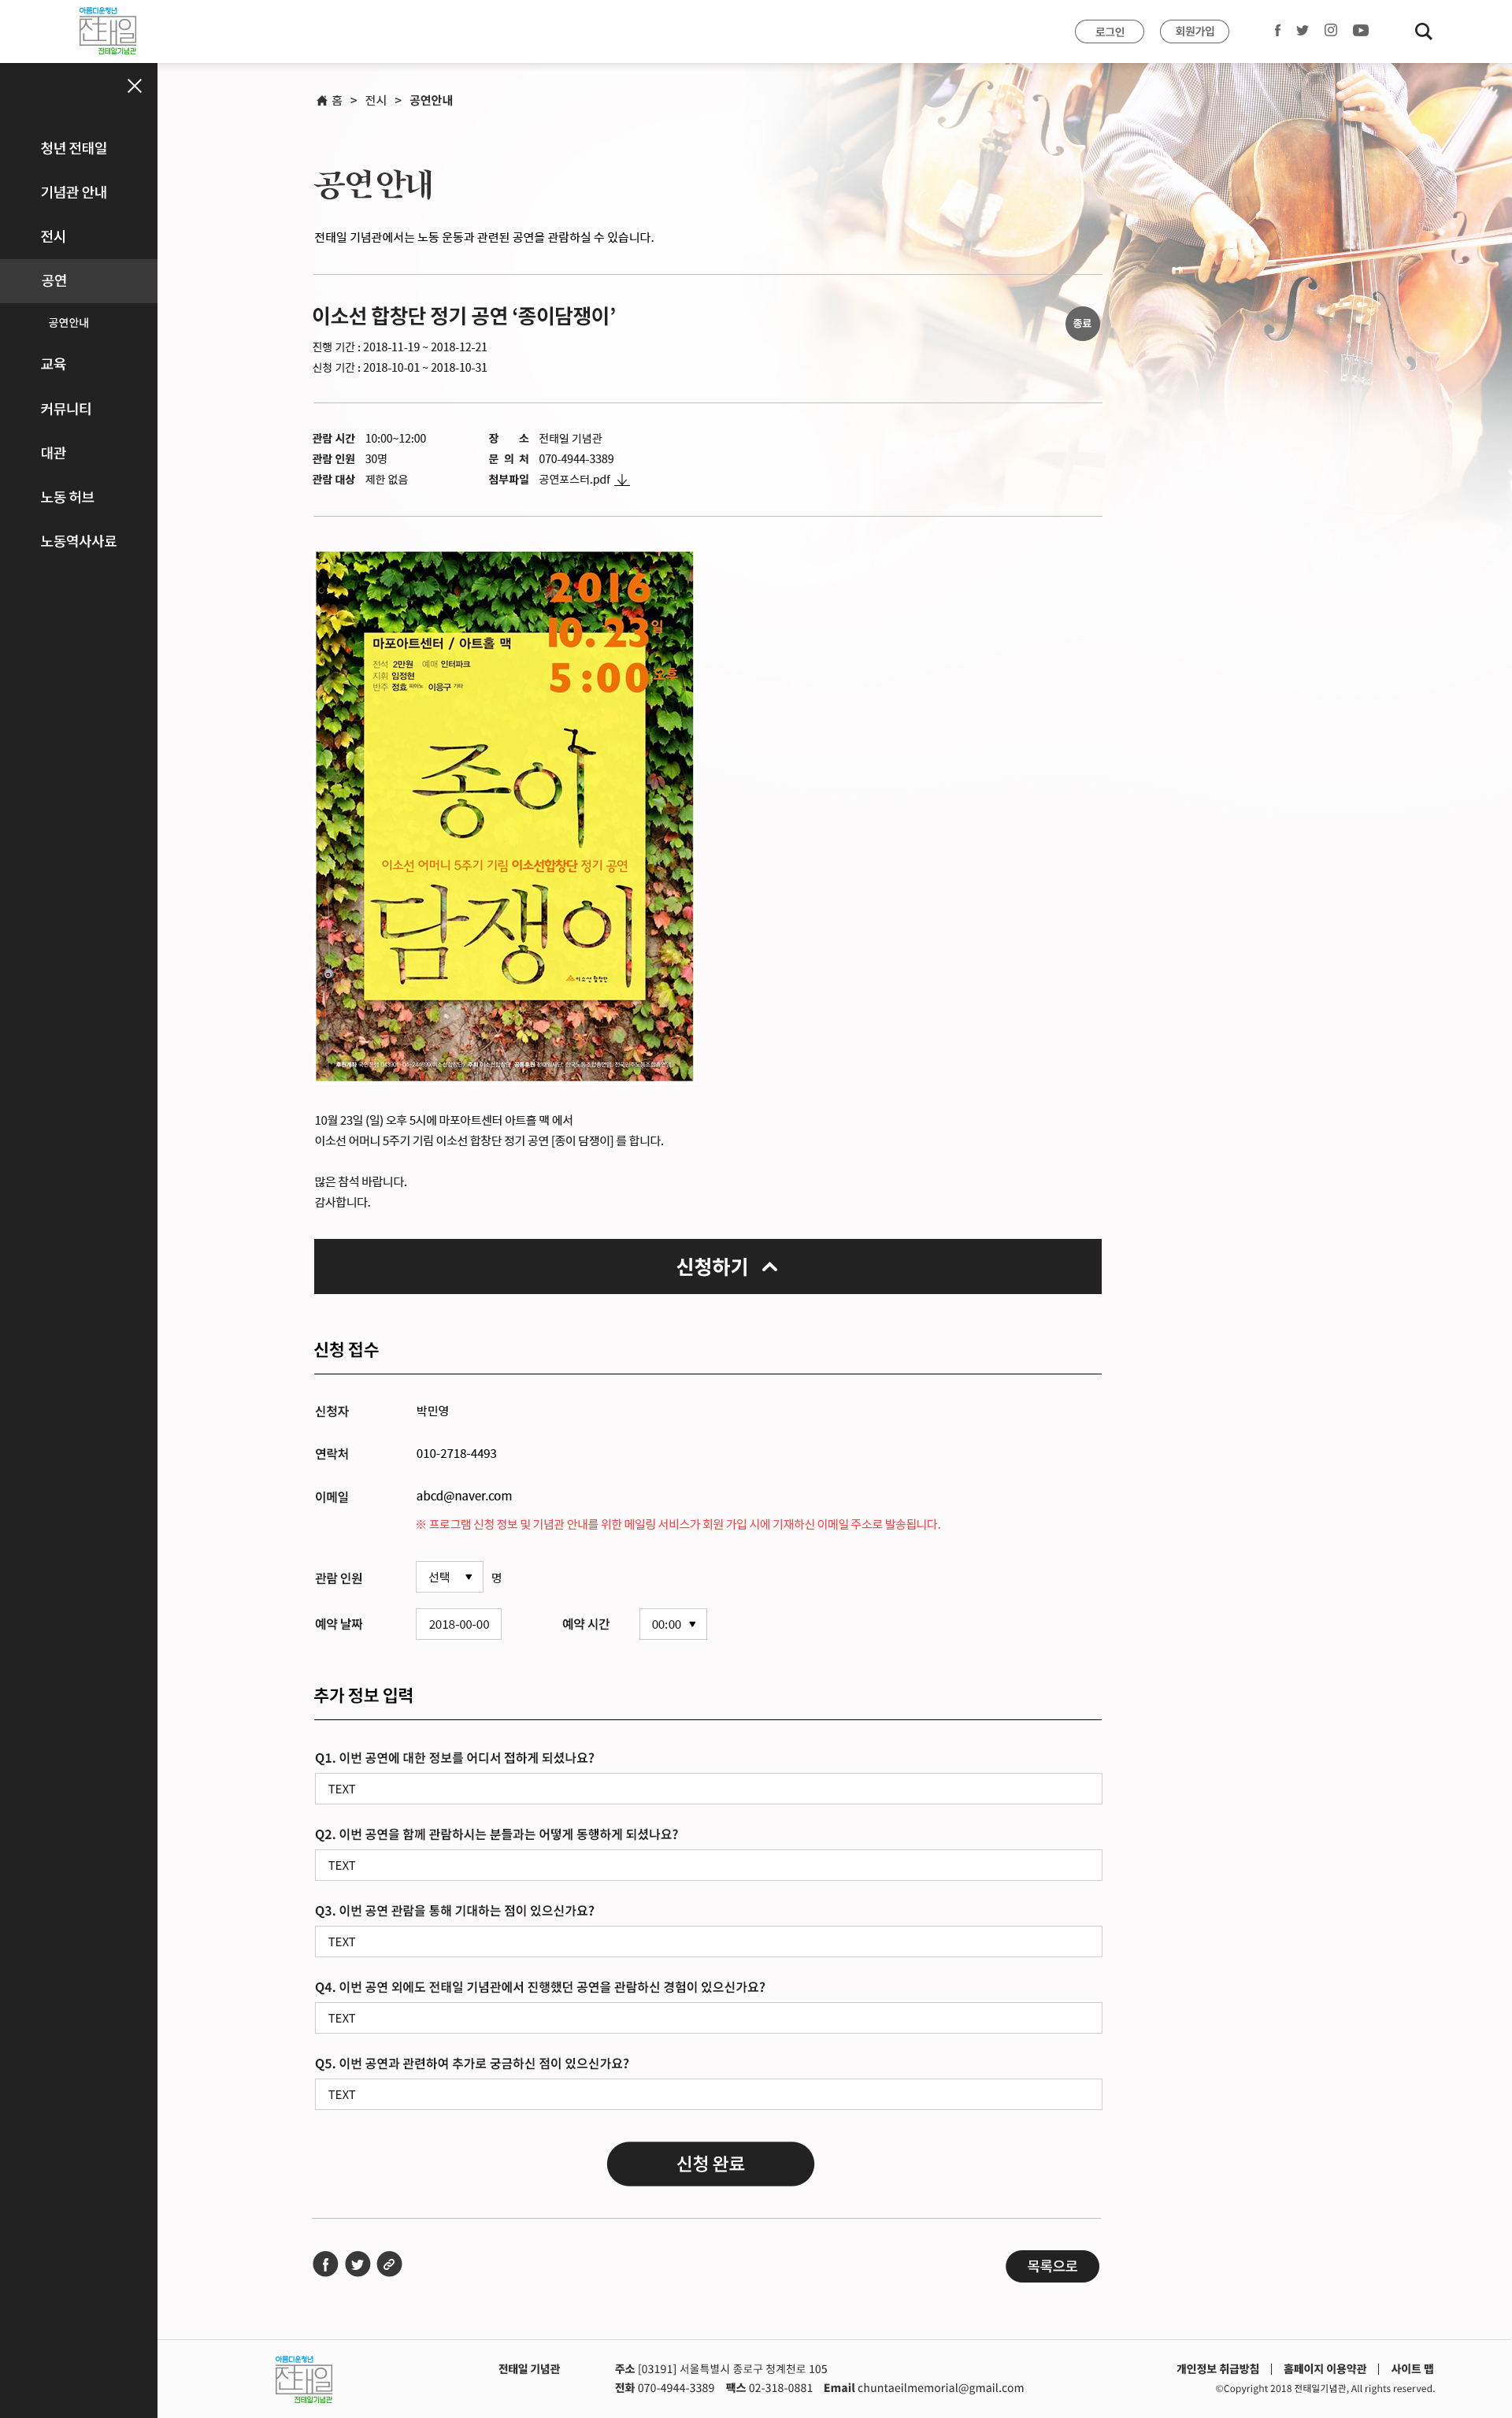 아름다운청년
전태일
전태일기념관
로그인
회원가입
청년 전태일
기념관 안내
전시
공연
공연안내
교육
커뮤니티
대관
노동 허브
노동역사사료
홈 > 전시 > 공연안내
공연 안내
전태일 기념관에서는 노동 운동과 관련된 공연을 관람하실 수 있습니다.
이소선 합창단 정기 공연 ‘종이담쟁이’
종료
진행 기간 : 2018-11-19 ~ 2018-12-21
신청 기간 : 2018-10-01 ~ 2018-10-31
관람 시간 10:00~12:00 장 소 전태일 기념관
관람 인원 30명 문 의 처 070-4944-3389
관람 대상 제한 없음 첨부파일 공연포스터.pdf
2016
10.23일
5:00오후
마포아트센터 / 아트홀 맥
전석 2만원 예매 인터파크
지휘 임정현
반주 정효 피아노 이응구 기타
종이
이소선 어머니 5주기 기림 이소선합창단 정기 공연
담쟁이
이소선합창단
10월 23일 (일) 오후 5시에 마포아트센터 아트홀 맥 에서
이소선 어머니 5주기 기림 이소선 합창단 정기 공연 [종이 담쟁이] 를 합니다.
많은 참석 바랍니다.
감사합니다.
신청하기
신청 접수
신청자 박민영
연락처 010-2718-4493
이메일 abcd@naver.com
※ 프로그램 신청 정보 및 기념관 안내를 위한 메일링 서비스가 회원 가입 시에 기재하신 이메일 주소로 발송됩니다.
관람 인원 선택 ▼ 명
예약 날짜 2018-00-00 예약 시간 00:00 ▼
추가 정보 입력
Q1. 이번 공연에 대한 정보를 어디서 접하게 되셨나요?
TEXT
Q2. 이번 공연을 함께 관람하시는 분들과는 어떻게 동행하게 되셨나요?
TEXT
Q3. 이번 공연 관람을 통해 기대하는 점이 있으신가요?
TEXT
Q4. 이번 공연 외에도 전태일 기념관에서 진행했던 공연을 관람하신 경험이 있으신가요?
TEXT
Q5. 이번 공연과 관련하여 추가로 궁금하신 점이 있으신가요?
TEXT
신청 완료
목록으로
아름다운청년
전태일
전태일기념관
전태일 기념관
주소 [03191] 서울특별시 종로구 청계천로 105
전화 070-4944-3389 팩스 02-318-0881 Email chuntaeilmemorial@gmail.com
개인정보 취급방침 | 홈페이지 이용약관 | 사이트 맵
©Copyright 2018 전태일기념관, All rights reserved.